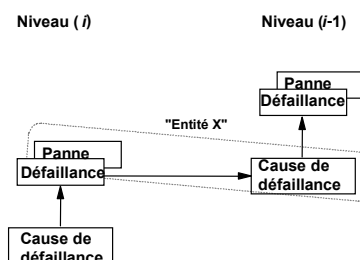 Niveau ( i)
Niveau (i-1)
Panne
Défaillance
"Entité X"
Panne
Défaillance
Cause de
défaillance
Cause de
défaillance